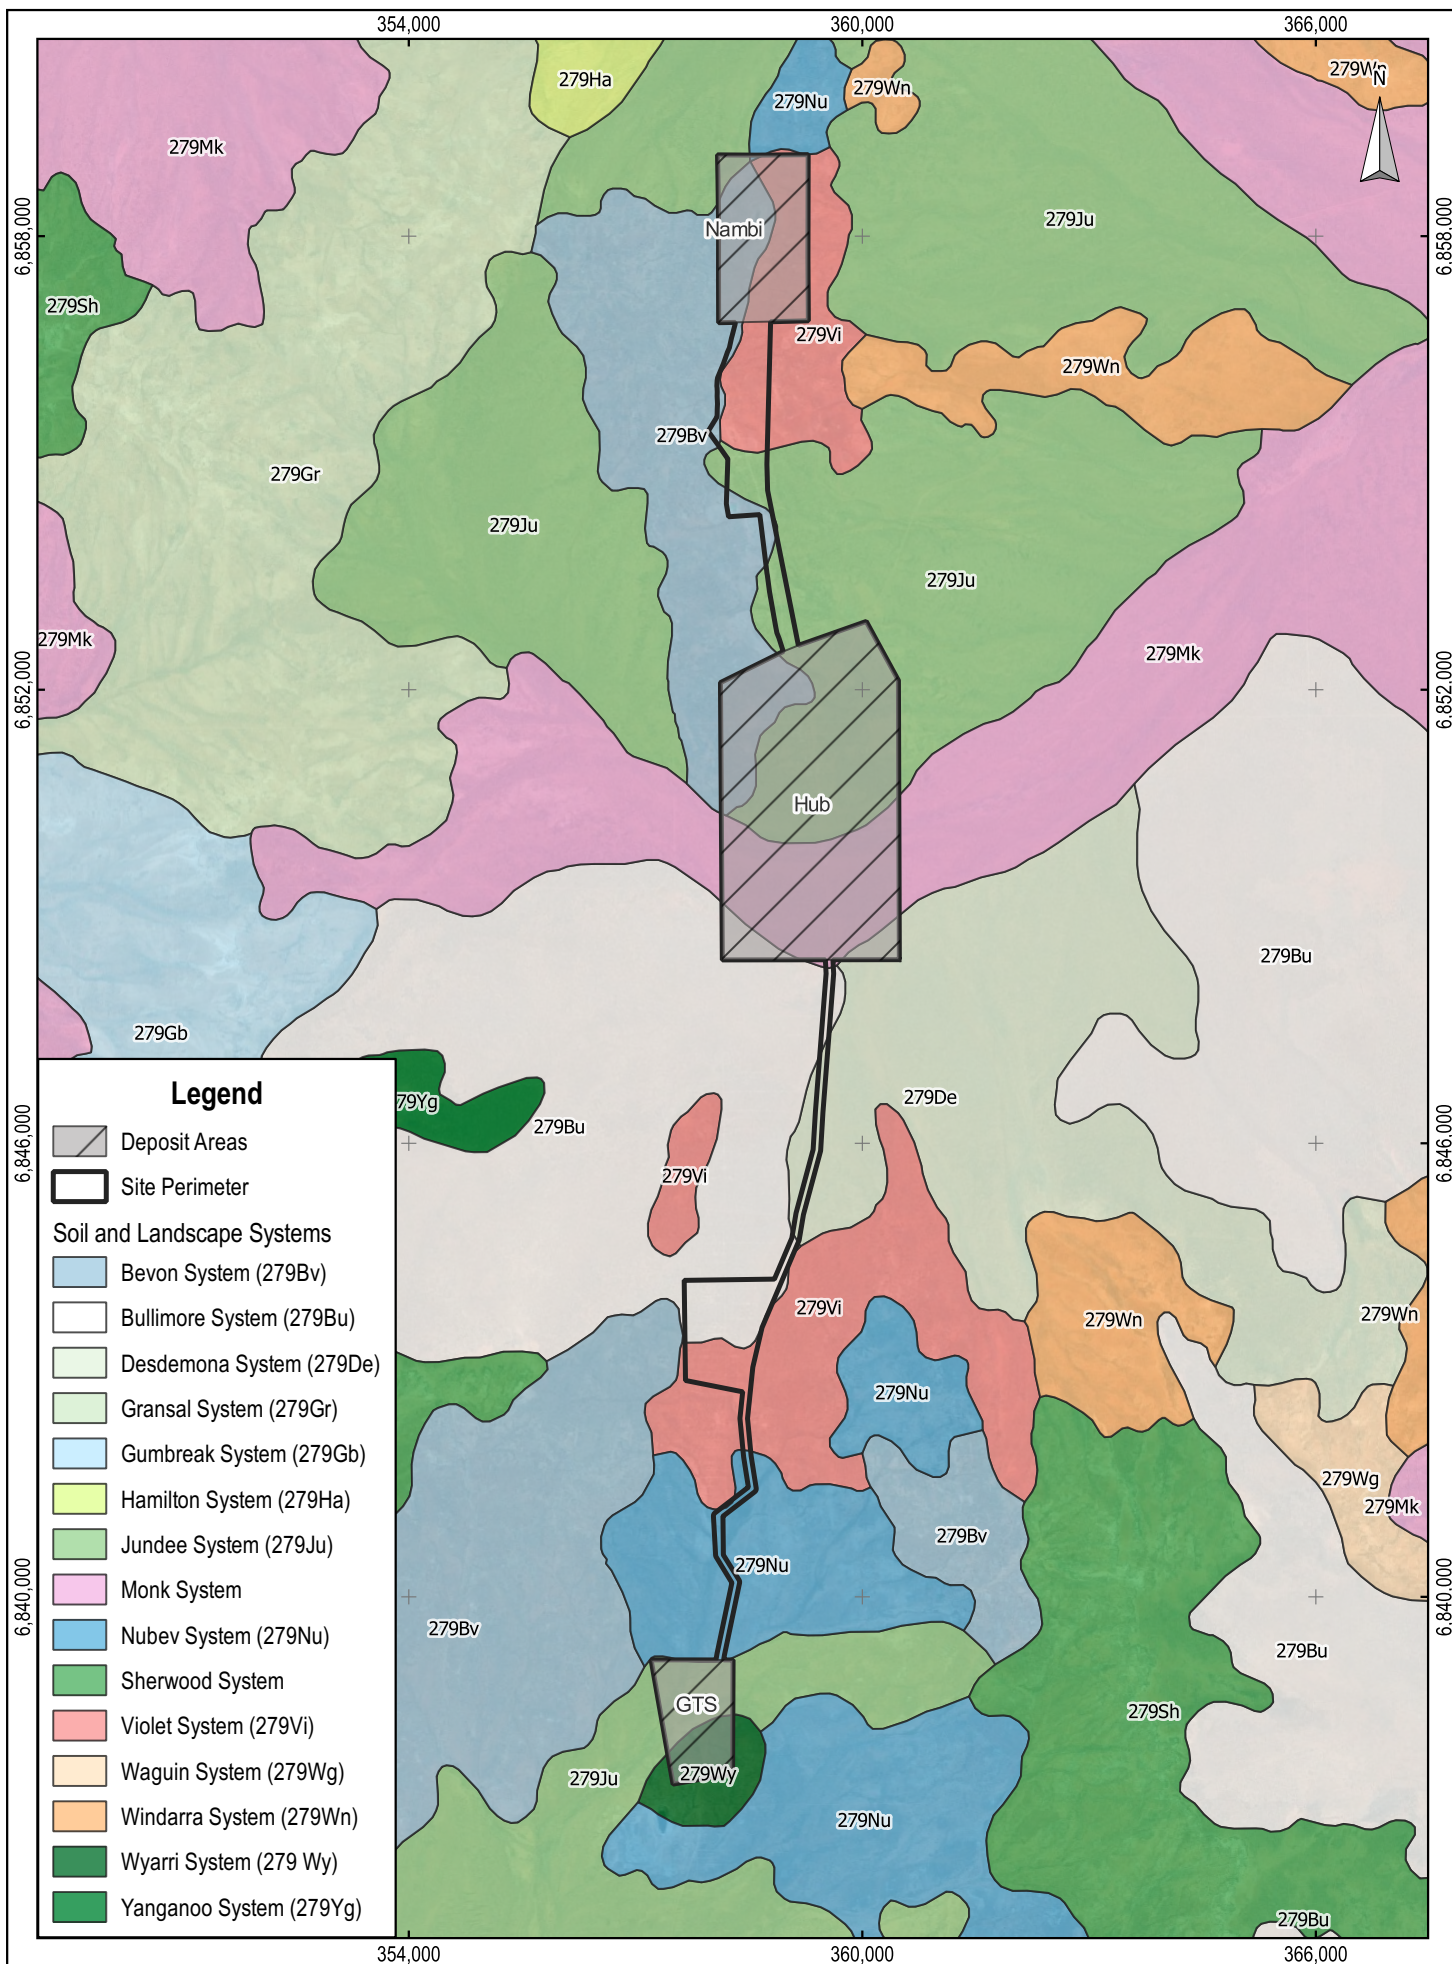 354,000
360,000
366,000
279Ha
279Nu
279Wn
279Wn
N
279Mk
6,858,000
Nambi
279Ju
6,858,000
279Sh
279Vi
279Wn
279Bv
279Gr
279Ju
279Ju
279Mk
279Mk
6,852,000
6,852,000
Hub
279Bu
279Gb
279De
79Yg
279Bu
6,846,000
6,846,000
279Vi
279Vi
279Wn
279Wn
279Nu
279Wg
279Mk
279Bv
279Nu
6,840,000
6,840,000
279Bv
279Bu
GTS
279Sh
279Ju
279Wy
279Nu
279Bu
Legend
Deposit Areas
Site Perimeter
Soil and Landscape Systems
Bevon System (279Bv)
Bullimore System (279Bu)
Desdemona System (279De)
Gransal System (279Gr)
Gumbreak System (279Gb)
Hamilton System (279Ha)
Jundee System (279Ju)
Monk System
Nubev System (279Nu)
Sherwood System
Violet System (279Vi)
Waguin System (279Wg)
Windarra System (279Wn)
Wyarri System (279 Wy)
Yanganoo System (279Yg)
354,000
360,000
366,000